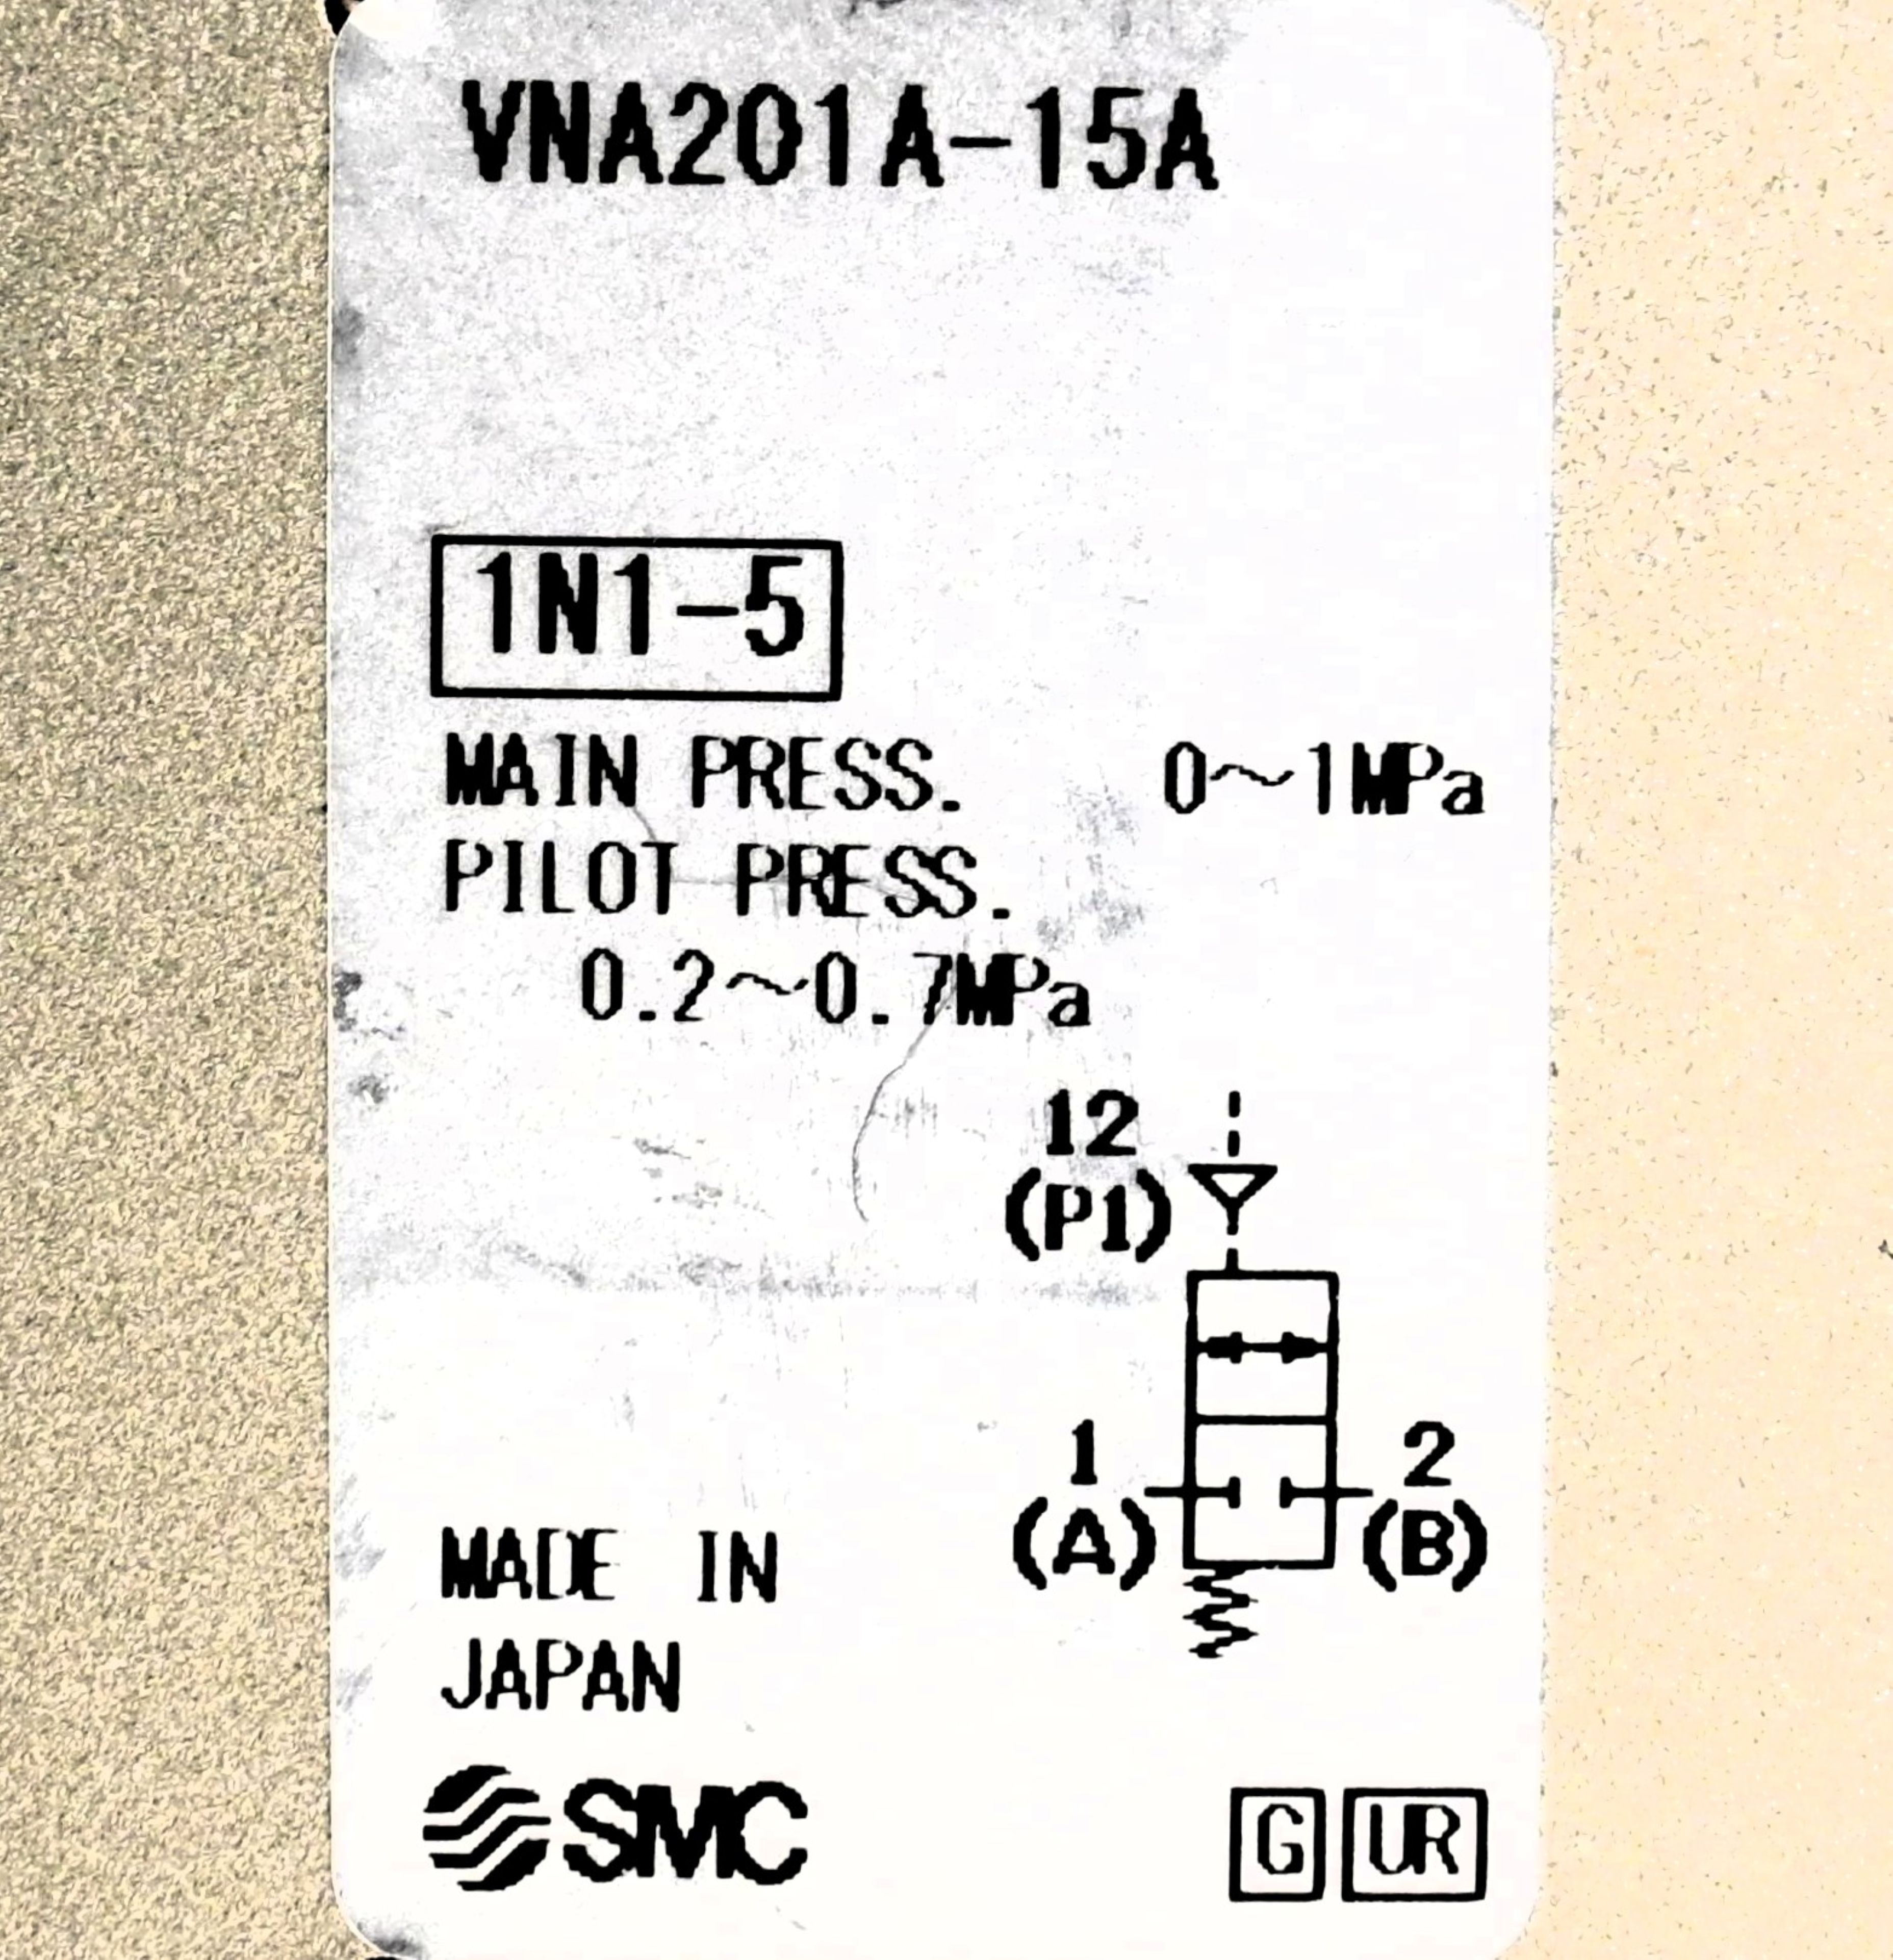 VNA201A-15A
1N1-5
MAIN PRESS. 0~1MPa
PILOT PRESS.
0.2~0.7MPa
12
(P1)
1 2
(A) (B)
MADE IN
JAPAN
SMC G UR